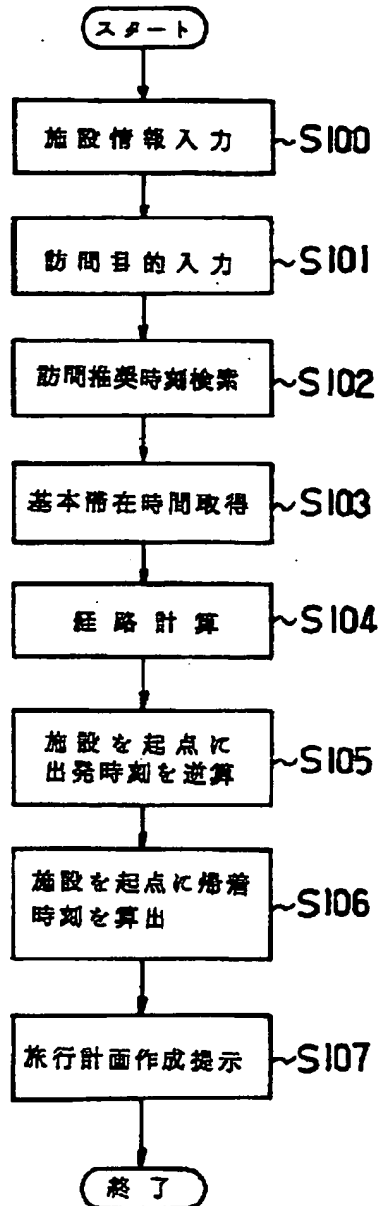 スタート
施設情報入力 ~S100
訪問目的入力 ~S101
訪問推奨時刻検索 ~S102
基本滞在時間取得 ~S103
経路計算 ~S104
施設を起点に
出発時刻を逆算 ~S105
施設を起点に帰着
時刻を算出 ~S106
旅行計画作成提示 ~S107
終了